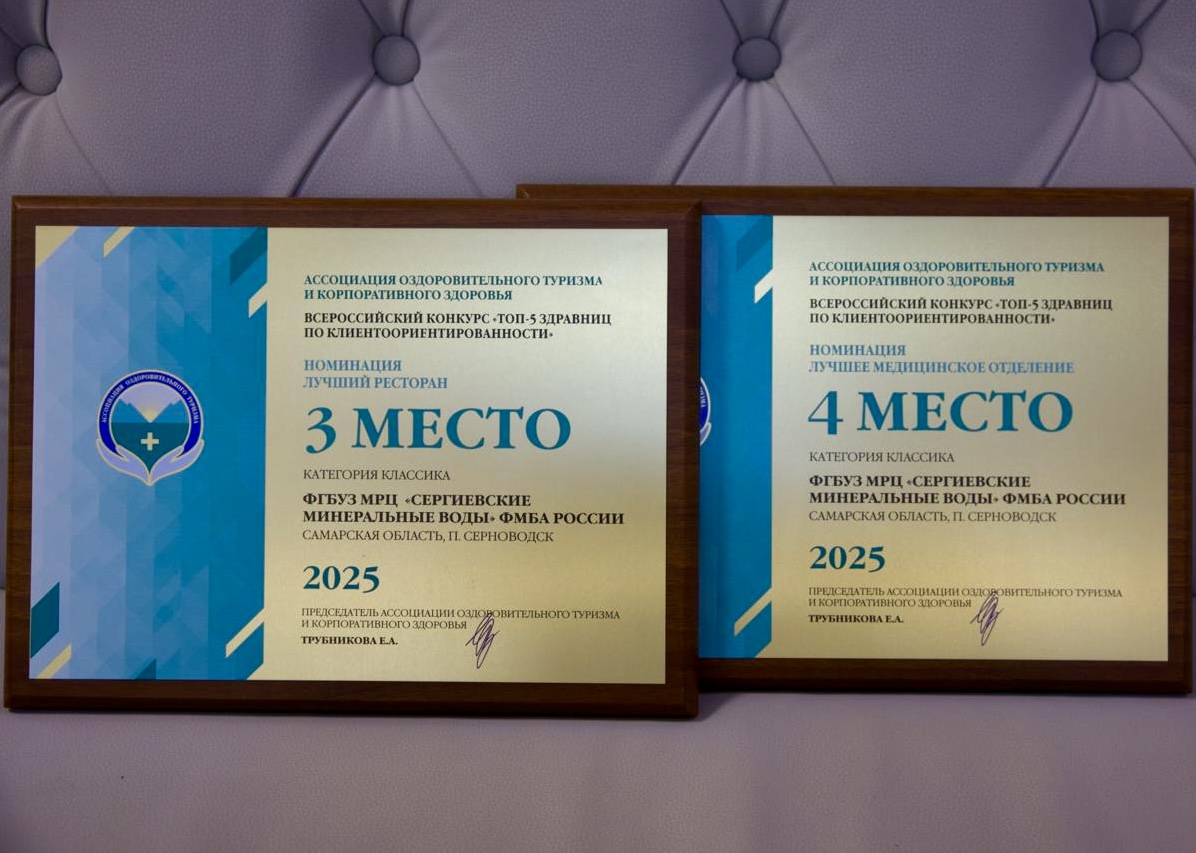 АССОЦИАЦИЯ ОЗДОРОВИТЕЛЬНОГО ТУРИЗМА
АССОЦИАЦИЯ ОЗДОРОВИТЕЛЬНОГО ТУРИЗМА
И КОРПОРАТИВНОГО ЗДОРОВЬЯ
ВСЕРОССИЙСКИЙ КОНКУРС «ТОП-5 ЗДРАВНИЦ
ПО КЛИЕНТООРИЕНТИРОВАННОСТИ»
НОМИНАЦИЯ
ЛУЧШИЙ РЕСТОРАН
3 МЕСТО
КАТЕГОРИЯ КЛАССИКА
ФГБУЗ МРЦ «СЕРГИЕВСКИЕ
МИНЕРАЛЬНЫЕ ВОДЫ» ФМБА РОССИИ
САМАРСКАЯ ОБЛАСТЬ, П. СЕРНОВОДСК
2025
ПРЕДСЕДАТЕЛЬ АССОЦИАЦИИ ОЗДОРОВИТЕЛЬНОГО ТУРИЗМА
И КОРПОРАТИВНОГО ЗДОРОВЬЯ
ТРУБНИКОВА Е.А.
АССОЦИАЦИЯ ОЗДОРОВИТЕЛЬНОГО ТУРИЗМА
И КОРПОРАТИВНОГО ЗДОРОВЬЯ
ВСЕРОССИЙСКИЙ КОНКУРС «ТОП-5 ЗДРАВНИЦ
ПО КЛИЕНТООРИЕНТИРОВАННОСТИ»
НОМИНАЦИЯ
ЛУЧШЕЕ МЕДИЦИНСКОЕ ОТДЕЛЕНИЕ
4 МЕСТО
КАТЕГОРИЯ КЛАССИКА
ФГБУЗ МРЦ «СЕРГИЕВСКИЕ
МИНЕРАЛЬНЫЕ ВОДЫ» ФМБА РОССИИ
САМАРСКАЯ ОБЛАСТЬ, П. СЕРНОВОДСК
2025
ПРЕДСЕДАТЕЛЬ АССОЦИАЦИИ ОЗДОРОВИТЕЛЬНОГО ТУРИЗМА
И КОРПОРАТИВНОГО ЗДОРОВЬЯ
ТРУБНИКОВА Е.А.